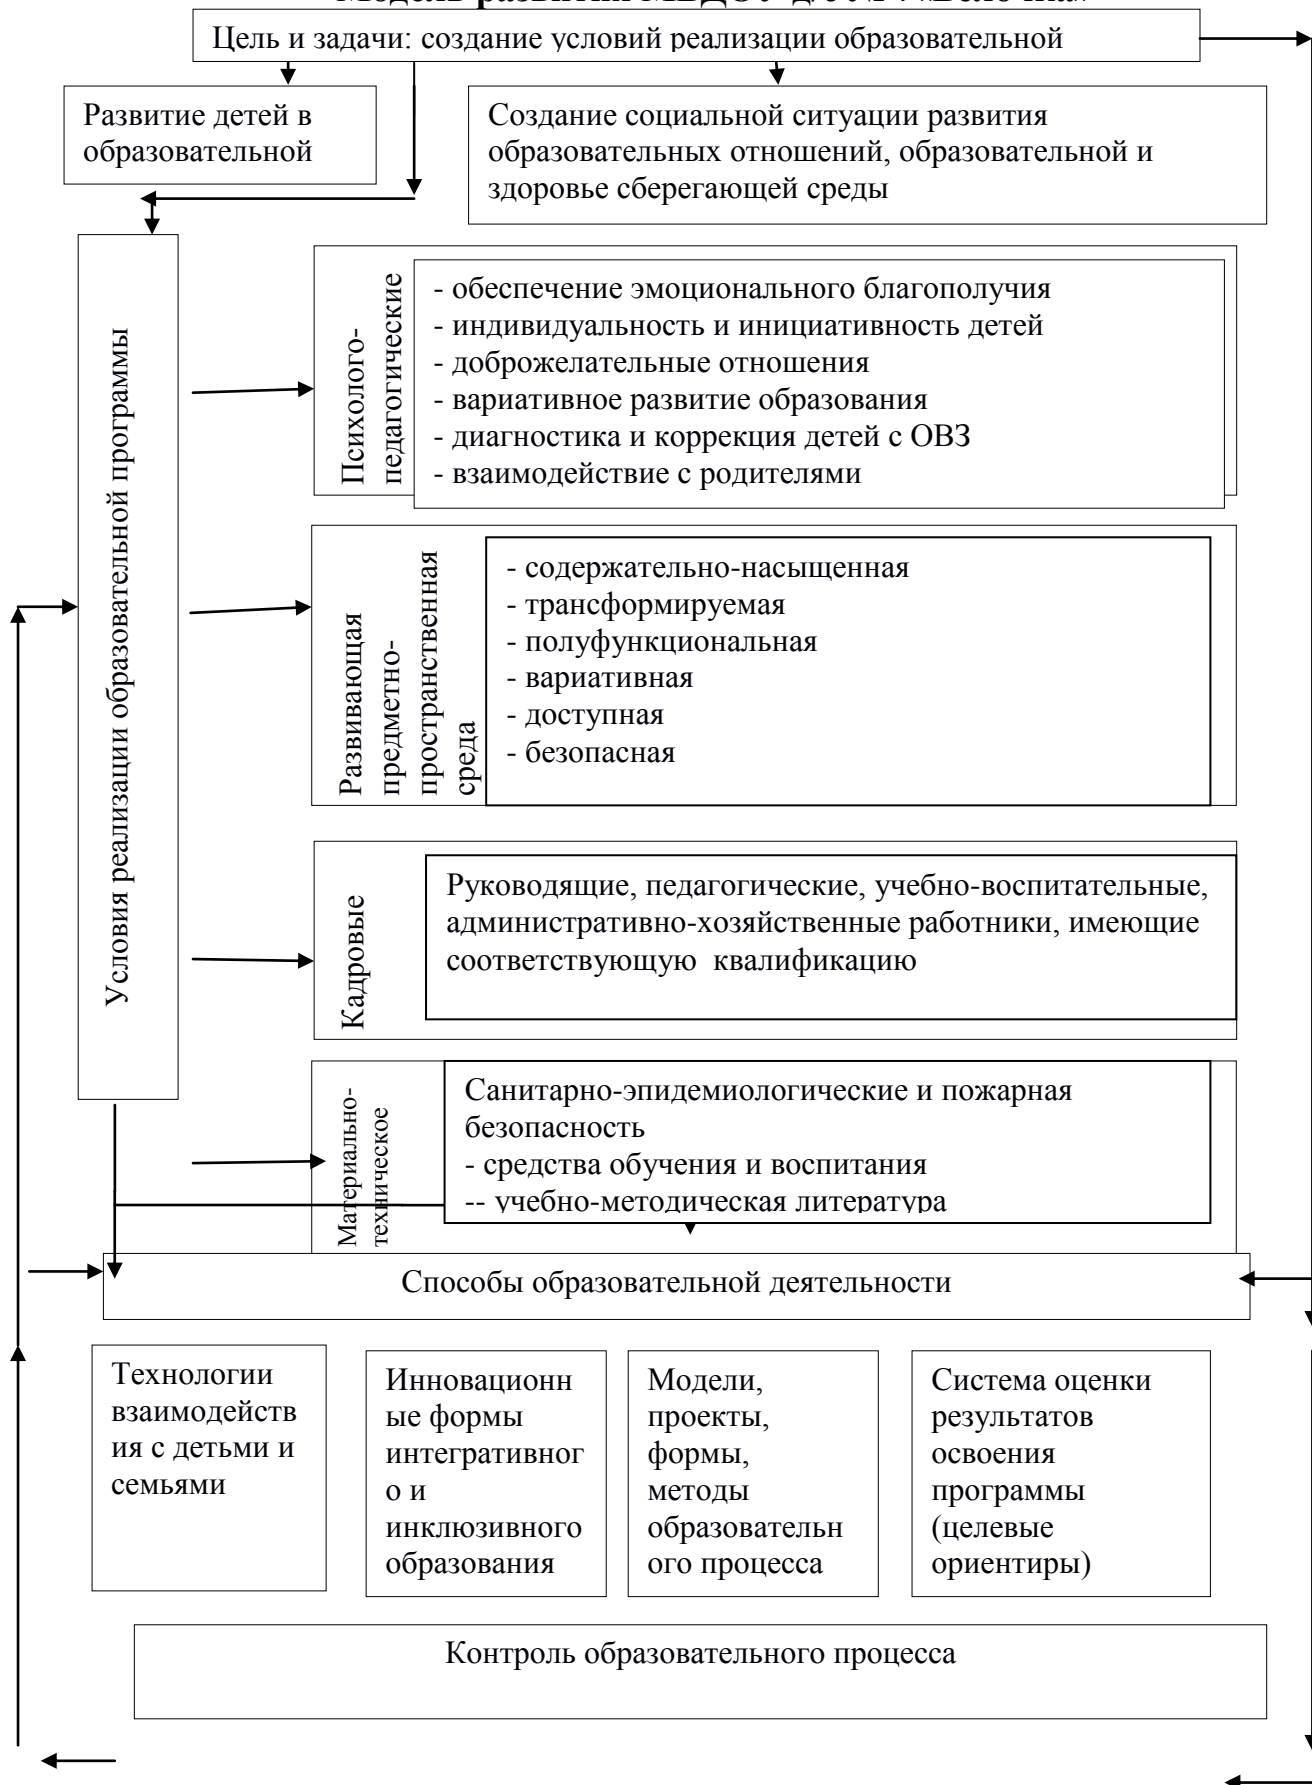 Цель и задачи: создание условий реализации образовательной
Развитие детей в
образовательной
Создание социальной ситуации развития
образовательных отношений, образовательной и
здоровье сберегающей среды
Условия реализации образовательной программы
Психолого-
педагогические
- обеспечение эмоционального благополучия
- индивидуальность и инициативность детей
- доброжелательные отношения
- вариативное развитие образования
- диагностика и коррекция детей с ОВЗ
- взаимодействие с родителями
Развивающая
предметно-
пространственная
среда
- содержательно-насыщенная
- трансформируемая
- полуфункциональная
- вариативная
- доступная
- безопасная
Кадровые
Руководящие, педагогические, учебно-воспитательные,
административно-хозяйственные работники, имеющие
соответствующую квалификацию
Материально-
техническое
Санитарно-эпидемиологические и пожарная
безопасность
- средства обучения и воспитания
-- учебно-методическая литература
Способы образовательной деятельности
Технологии
взаимодейств
ия с детьми и
семьями
Инновационн
ые формы
интегративног
о и
инклюзивного
образования
Модели,
проекты,
формы,
методы
образовательн
ого процесса
Система оценки
результатов
освоения
программы
(целевые
ориентиры)
Контроль образовательного процесса